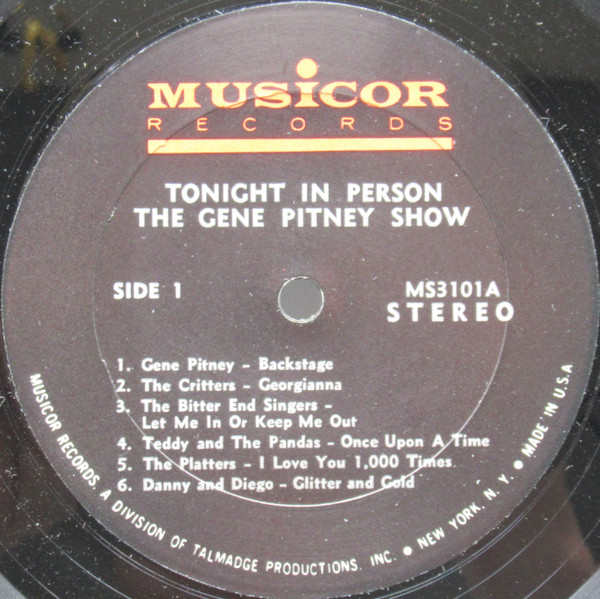 MUSICOR
RECORDS
TONIGHT IN PERSON
THE GENE PITNEY SHOW
SIDE 1
MS3101A
STEREO
1. Gene Pitney – Backstage
2. The Critters – Georgianna
3. The Bitter End Singers –
Let Me In Or Keep Me Out
4. Teddy and The Pandas – Once Upon A Time
5. The Platters – I Love You 1,000 Times
6. Danny and Diego – Glitter and Gold
MUSICOR RECORDS. A DIVISION OF TALMADGE PRODUCTIONS. INC. ● NEW YORK, N. Y. ● MADE IN U.S.A